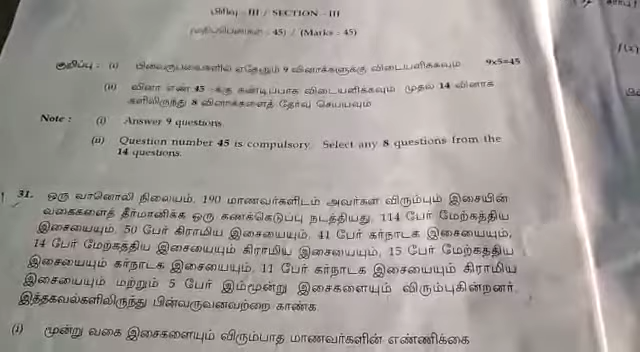 பிரிவு - III / SECTION - III
(மதிப்பெண்கள் : 45) / (Marks : 45)
குறிப்பு : (i) பின்வருபவைகளில் ஏதேனும் 9 வினாக்களுக்கு விடையளிக்கவும். 9x5=45
(ii) வினா எண் 45 -க்கு கண்டிப்பாக விடையளிக்கவும். முதல் 14 வினாக்
களிலிருந்து 8 வினாக்களைத் தேர்வு செய்யவும்.
Note : (i) Answer 9 questions.
(ii) Question number 45 is compulsory. Select any 8 questions from the
14 questions.
31. ஒரு வானொலி நிலையம், 190 மாணவர்களிடம் அவர்கள் விரும்பும் இசையின்
வகைகளைத் தீர்மானிக்க ஒரு கணக்கெடுப்பு நடத்தியது. 114 பேர் மேற்கத்திய
இசையையும், 50 பேர் கிராமிய இசையையும், 41 பேர் கர்நாடக இசையையும்,
14 பேர் மேற்கத்திய இசையையும் கிராமிய இசையையும், 15 பேர் மேற்கத்திய
இசையையும் கர்நாடக இசையையும், 11 பேர் கர்நாடக இசையையும் கிராமிய
இசையையும் மற்றும் 5 பேர் இம்மூன்று இசைகளையும் விரும்புகின்றனர்.
இத்தகவல்களிலிருந்து பின்வருவனவற்றை காண்க.
(i) மூன்று வகை இசைகளையும் விரும்பாத மாணவர்களின் எண்ணிக்கை
f(x)